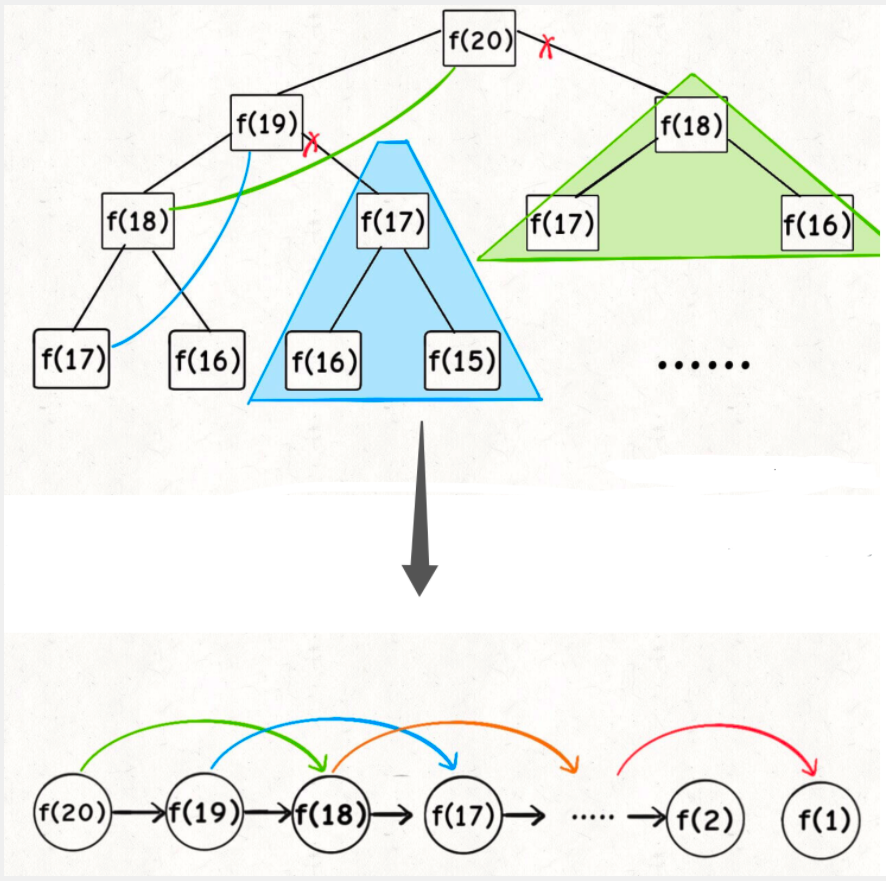 f(20)
f(19)
f(18)
f(18)
f(17)
f(17)
f(16)
f(17)
f(16)
f(16)
f(15)
......
f(20) f(19) f(18) f(17) ..... f(2) f(1)